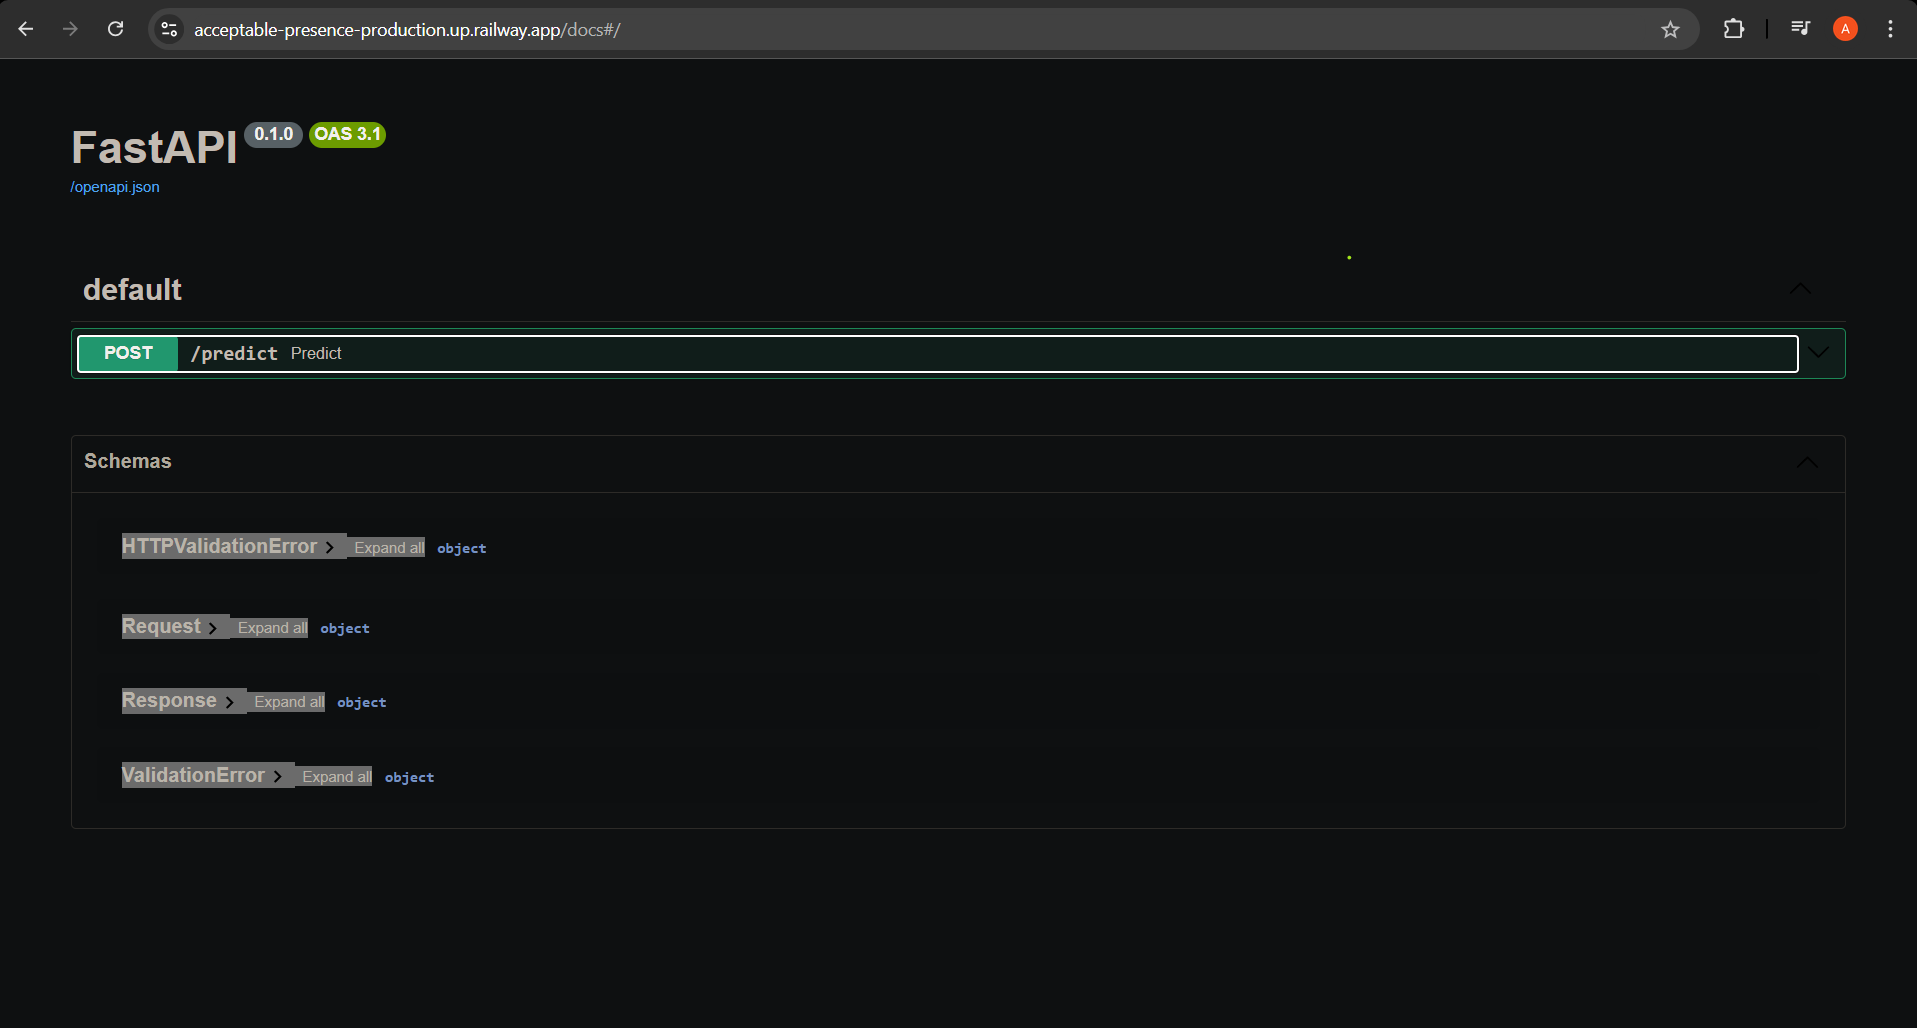 acceptable-presence-production.up.railway.app/docs#/
A
FastAPI 0.1.0 OAS 3.1
/openapi.json
default
POST /predict Predict
Schemas
HTTPValidationError Expand all object
Request Expand all object
Response Expand all object
ValidationError Expand all object